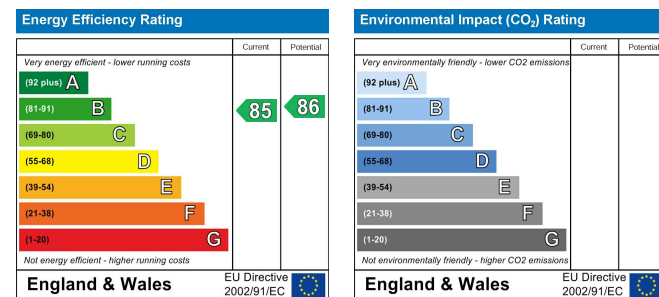 Energy Efficiency Rating
Current Potential
Very energy efficient - lower running costs
(92 plus) A
(81-91) B
(69-80) C
(55-68) D
(39-54) E
(21-38) F
(1-20) G
85
86
Not energy efficient - higher running costs
England & Wales
EU Directive
2002/91/EC
Environmental Impact (CO₂) Rating
Current Potential
Very environmentally friendly - lower CO2 emissions
(92 plus) A
(81-91) B
(69-80) C
(55-68) D
(39-54) E
(21-38) F
(1-20) G
Not environmentally friendly - higher CO2 emissions
England & Wales
EU Directive
2002/91/EC